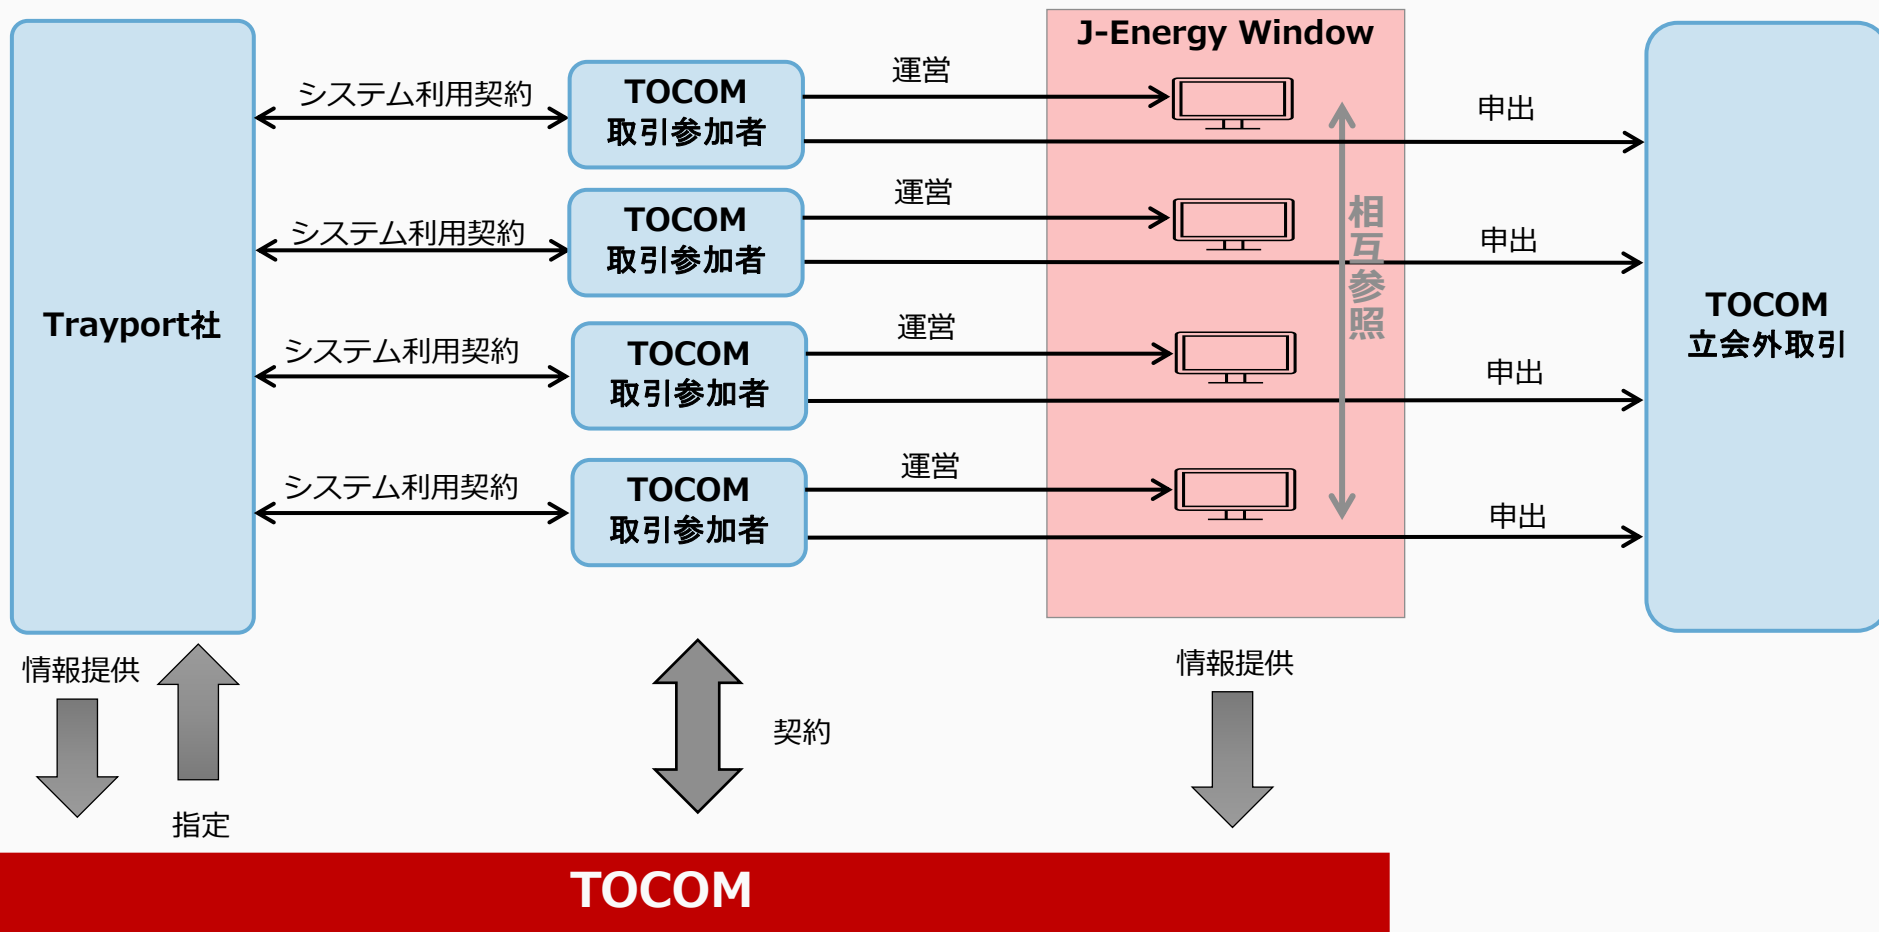 J-Energy Window
Trayport社
システム利用契約
TOCOM
取引参加者
運営
申出
システム利用契約
TOCOM
取引参加者
運営
申出
システム利用契約
TOCOM
取引参加者
運営
申出
システム利用契約
TOCOM
取引参加者
運営
申出
相互参照
TOCOM
立会外取引
情報提供
指定
契約
情報提供
TOCOM